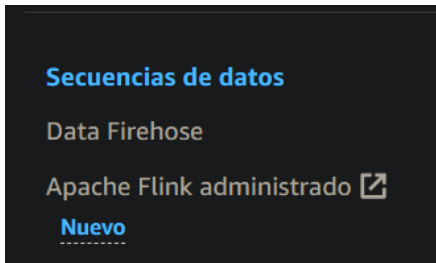 Secuencias de datos
Data Firehose
Apache Flink administrado
Nuevo